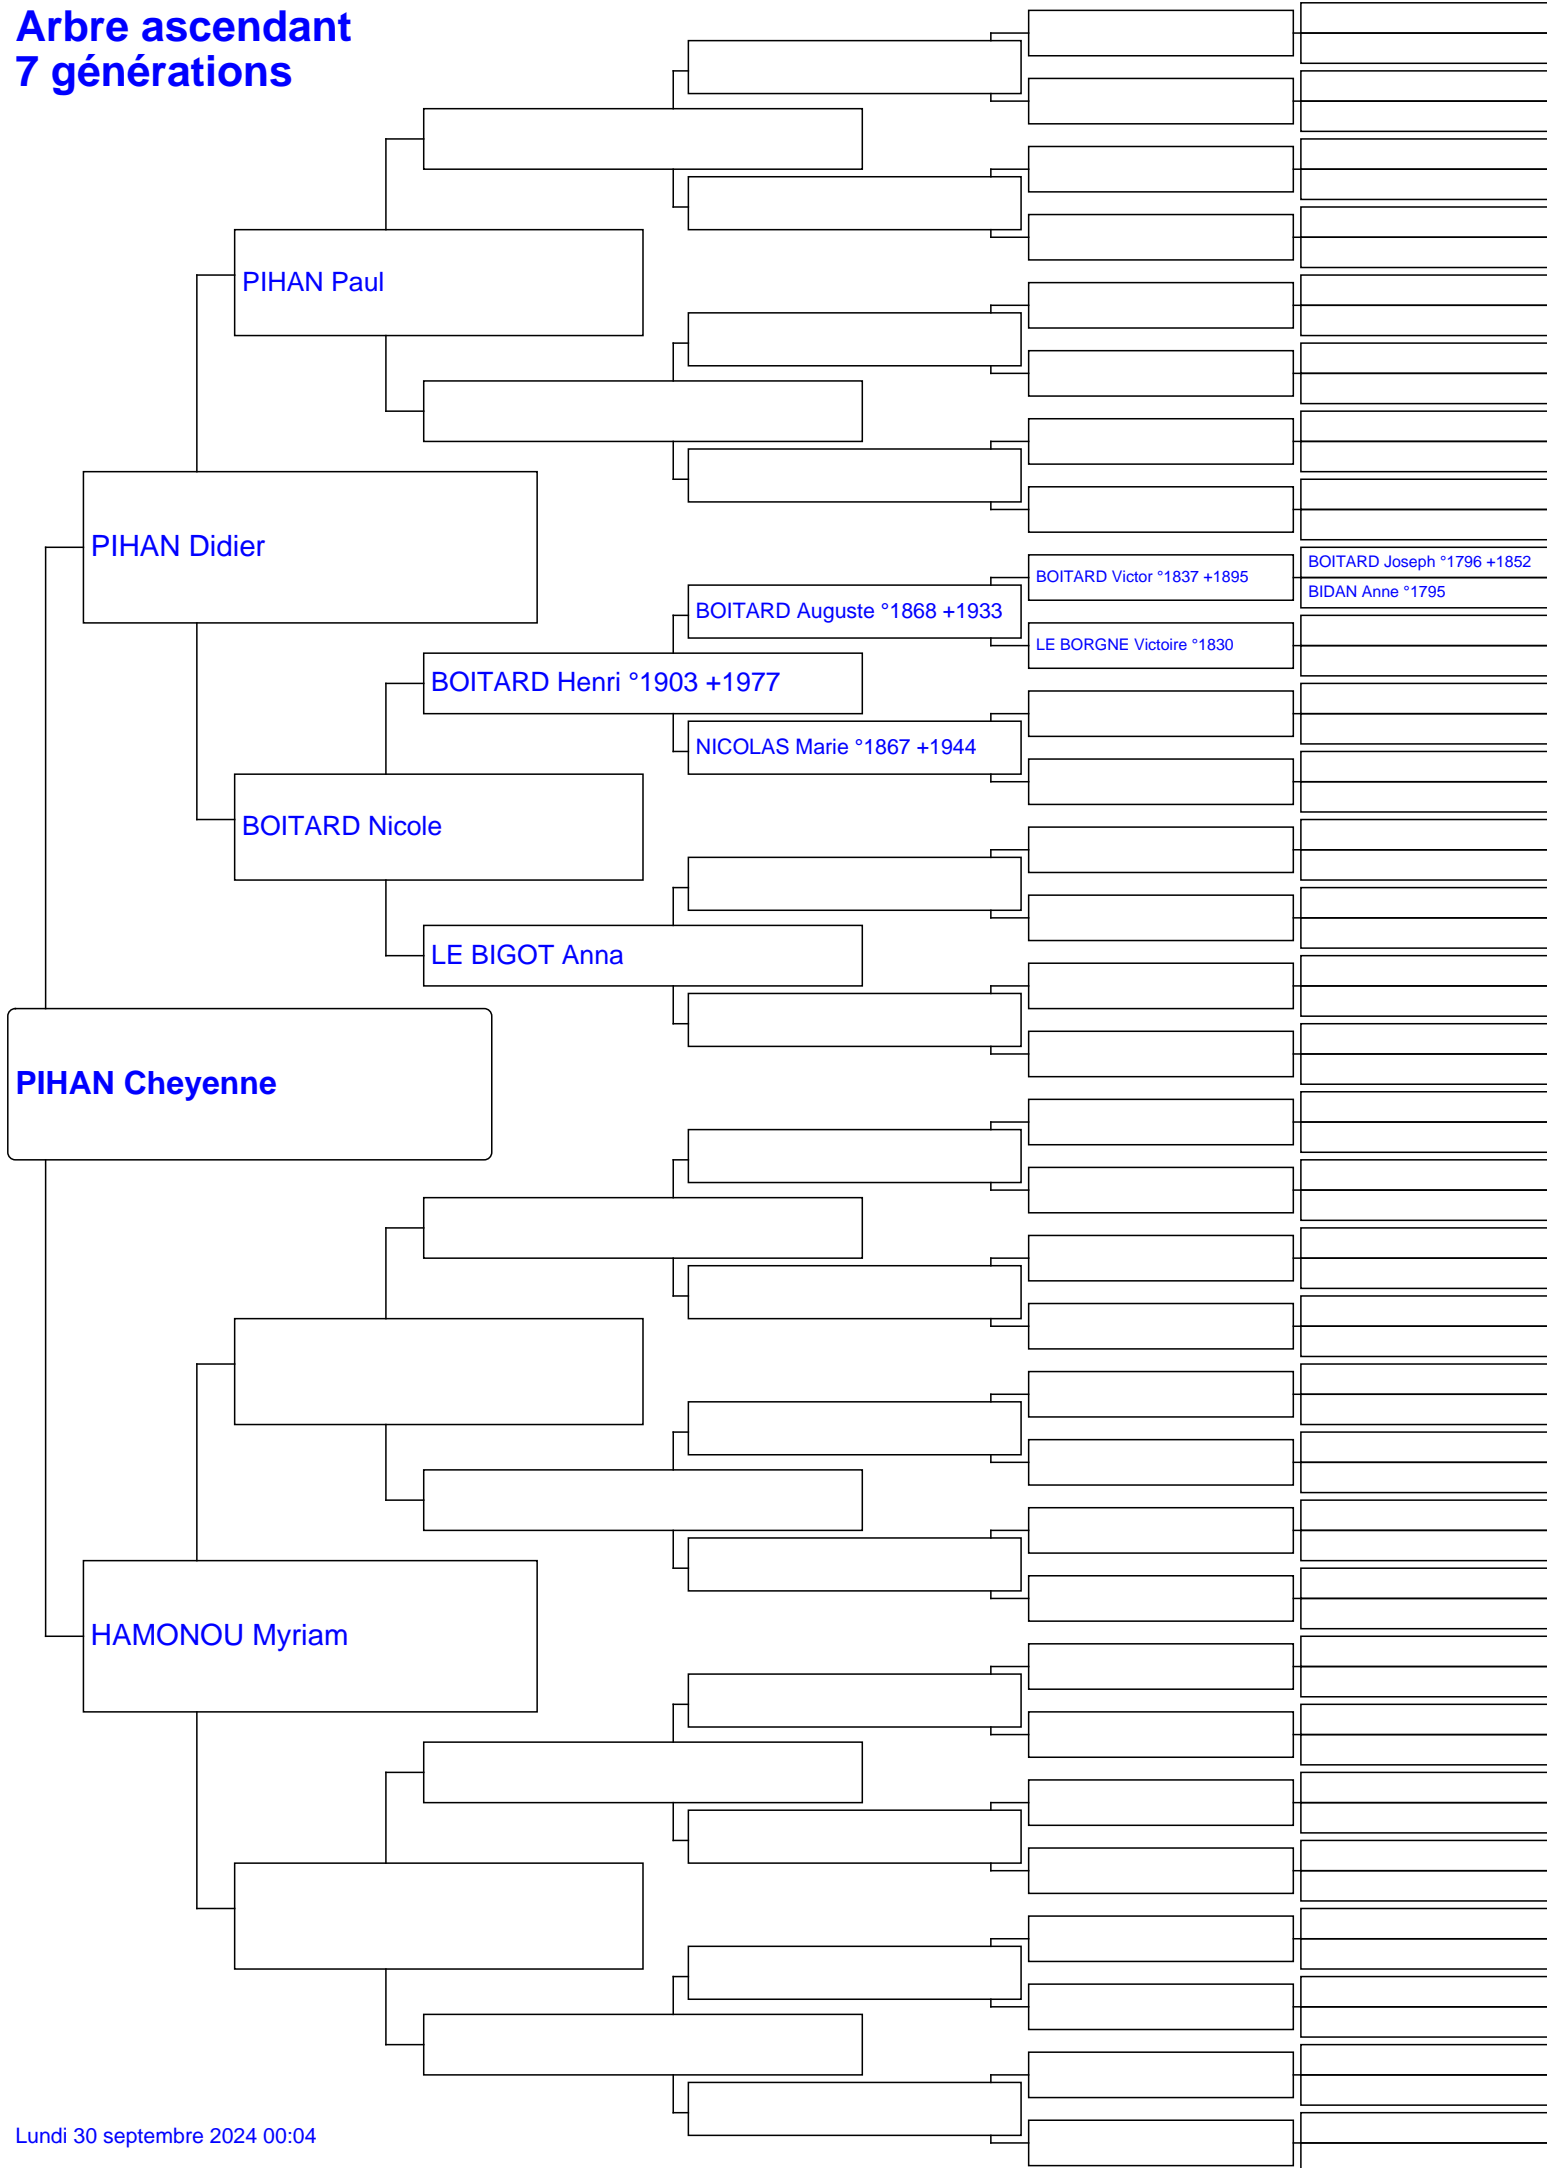 Arbre ascendant
7 générations
PIHAN Paul
PIHAN Didier
BOITARD Joseph °1796 +1852
BOITARD Victor °1837 +1895
BIDAN Anne °1795
BOITARD Auguste °1868 +1933
LE BORGNE Victoire °1830
BOITARD Henri °1903 +1977
NICOLAS Marie °1867 +1944
BOITARD Nicole
LE BIGOT Anna
PIHAN Cheyenne
HAMONOU Myriam
Lundi 30 septembre 2024 00:04